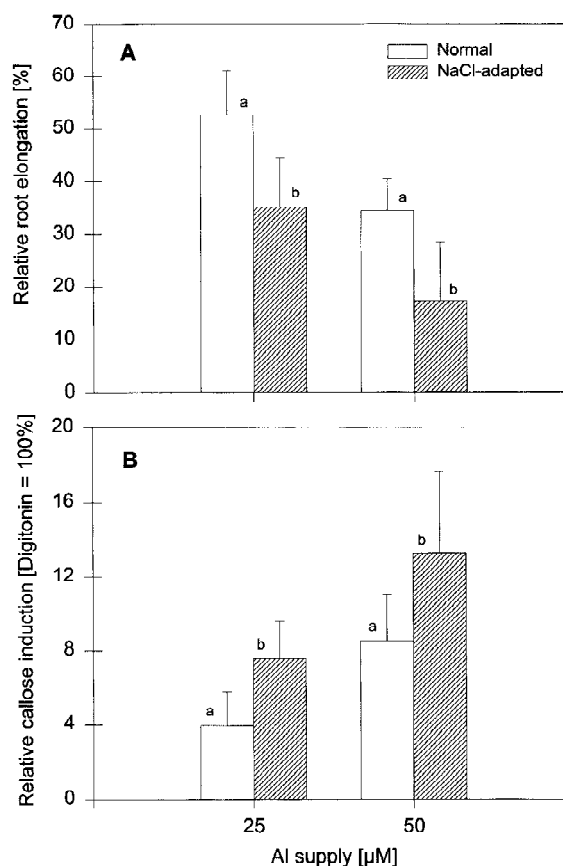 70
60
50
40
30
20
10
0
Relative root elongation [%]
A
Normal
NaCl-adapted
a
b
a
b
20
16
12
8
4
0
Relative callose induction [Digitonin = 100%]
B
a
b
a
b
25
50
Al supply [µM]